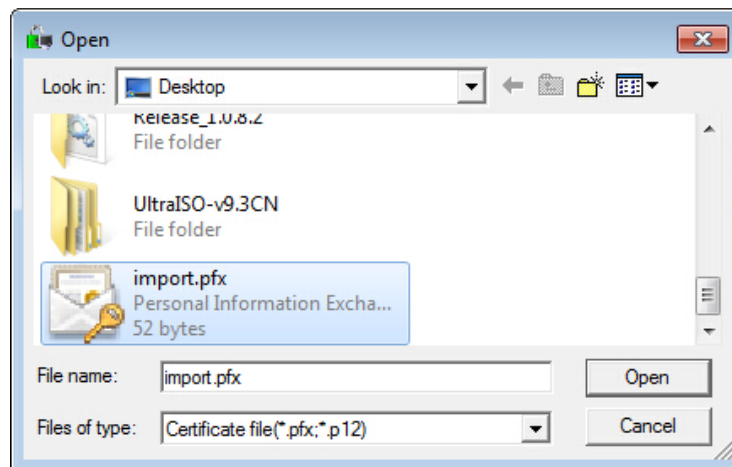 Open
Look in: Desktop
Release_1.0.8.2
File folder
UltraISO-v9.3CN
File folder
import.pfx
Personal Information Excha...
52 bytes
File name: import.pfx Open
Files of type: Certificate file(*.pfx;*.p12) Cancel